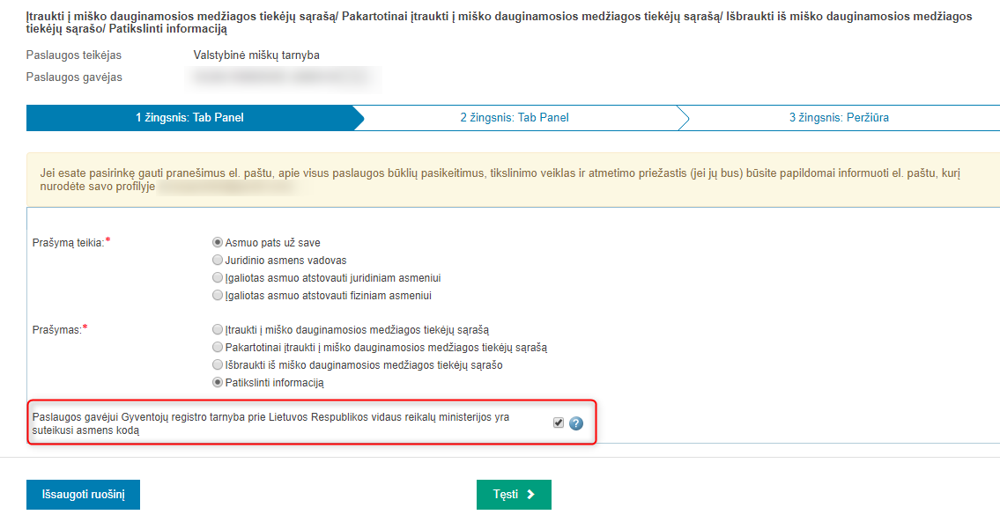 Įtraukti į miško dauginamosios medžiagos tiekėjų sąrašą/ Pakartotinai įtraukti į miško dauginamosios medžiagos tiekėjų sąrašą/ Išbraukti iš miško dauginamosios medžiagos
tiekėjų sąrašo/ Patikslinti informaciją
Paslaugos teikėjas Valstybinė miškų tarnyba
Paslaugos gavėjas
1 žingsnis: Tab Panel 2 žingsnis: Tab Panel 3 žingsnis: Peržiūra
Jei esate pasirinkę gauti pranešimus el. paštu, apie visus paslaugos būklių pasikeitimus, tikslinimo veiklas ir atmetimo priežastis (jei jų bus) būsite papildomai informuoti el. paštu, kurį
nurodėte savo profilyje
Prašymą teikia:* Asmuo pats už save
Juridinio asmens vadovas
Įgaliotas asmuo atstovauti juridiniam asmeniui
Įgaliotas asmuo atstovauti fiziniam asmeniui
Prašymas:* Įtraukti į miško dauginamosios medžiagos tiekėjų sąrašą
Pakartotinai įtraukti į miško dauginamosios medžiagos tiekėjų sąrašą
Išbraukti iš miško dauginamosios medžiagos tiekėjų sąrašo
Patikslinti informaciją
Paslaugos gavėjui Gyventojų registro tarnyba prie Lietuvos Respublikos vidaus reikalų ministerijos yra
suteikusi asmens kodą ?
Išsaugoti ruošinį Tęsti